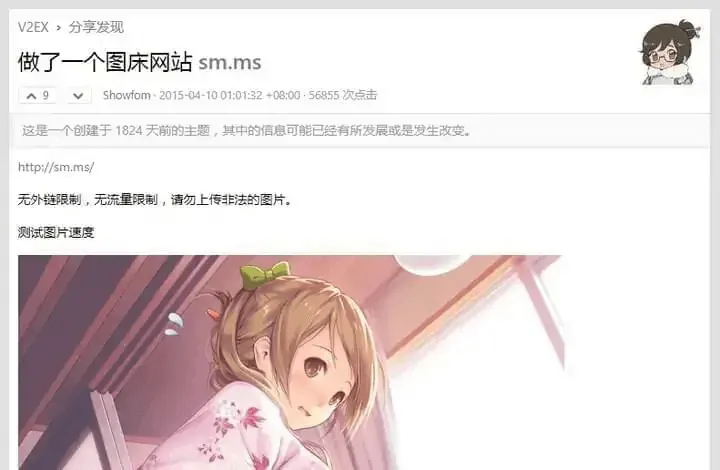 V2EX › 分享发现
做了一个图床网站 sm.ms
9 Showfom · 2015-04-10 01:01:32 +08:00 · 56855 次点击
这是一个创建于 1824 天前的主题，其中的信息可能已经有所发展或是发生改变。
http://sm.ms/
无外链限制，无流量限制，请勿上传非法的图片。
测试图片速度